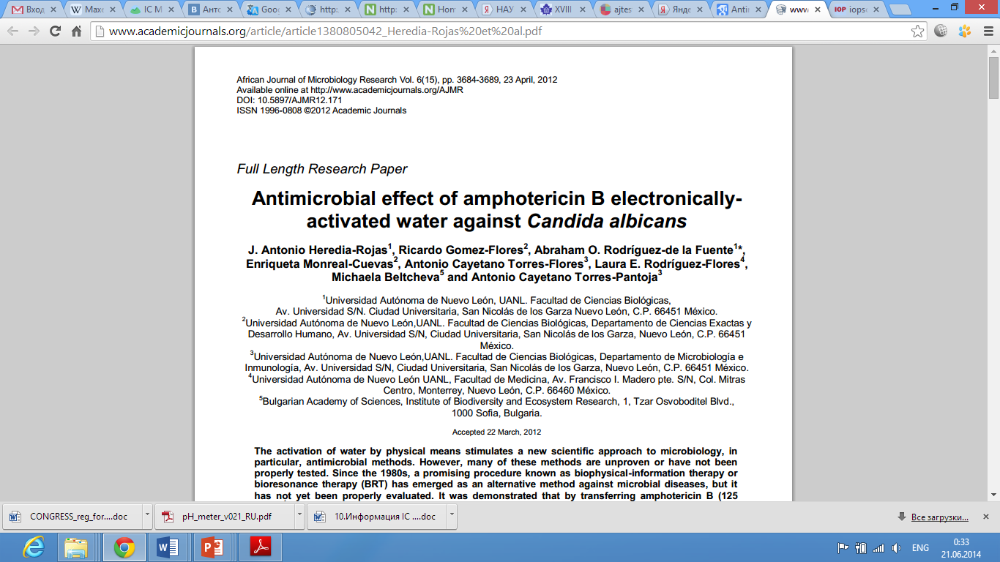 Вход
W Махе
IC M
B Анто
Goo
http:
N http:
N Hom
Я НАУ
XVIII
ajtes
Я Янде
Antii
www
IOP iopsc
www.academicjournals.org/article/article1380805042_Heredia-Rojas%20et%20al.pdf
African Journal of Microbiology Research Vol. 6(15), pp. 3684-3689, 23 April, 2012
Available online at http://www.academicjournals.org/AJMR
DOI: 10.5897/AJMR12.171
ISSN 1996-0808 ©2012 Academic Journals
Full Length Research Paper
Antimicrobial effect of amphotericin B electronically-
activated water against Candida albicans
J. Antonio Heredia-Rojas1, Ricardo Gomez-Flores2, Abraham O. Rodríguez-de la Fuente1*,
Enriqueta Monreal-Cuevas2, Antonio Cayetano Torres-Flores3, Laura E. Rodríguez-Flores4,
Michaela Beltcheva5 and Antonio Cayetano Torres-Pantoja3
1Universidad Autónoma de Nuevo León, UANL. Facultad de Ciencias Biológicas,
Av. Universidad S/N. Ciudad Universitaria, San Nicolás de los Garza Nuevo León, C.P. 66451 México.
2Universidad Autónoma de Nuevo León,UANL. Facultad de Ciencias Biológicas, Departamento de Ciencias Exactas y
Desarrollo Humano, Av. Universidad S/N, Ciudad Universitaria, San Nicolás de los Garza, Nuevo León, C.P. 66451
México.
3Universidad Autónoma de Nuevo León,UANL. Facultad de Ciencias Biológicas, Departamento de Microbiología e
Inmunología, Av. Universidad S/N, Ciudad Universitaria, San Nicolás de los Garza, Nuevo León, C.P. 66451 México.
4Universidad Autónoma de Nuevo León UANL, Facultad de Medicina, Av. Francisco I. Madero pte. S/N, Col. Mitras
Centro, Monterrey, Nuevo León, C.P. 66460 México.
5Bulgarian Academy of Sciences, Institute of Biodiversity and Ecosystem Research, 1, Tzar Osvoboditel Blvd.,
1000 Sofia, Bulgaria.
Accepted 22 March, 2012
The activation of water by physical means stimulates a new scientific approach to microbiology, in
particular, antimicrobial methods. However, many of these methods are unproven or have not been
properly tested. Since the 1980s, a promising procedure known as biophysical-information therapy or
bioresonance therapy (BRT) has emerged as an alternative method against microbial diseases, but it
has not yet been properly evaluated. It was demonstrated that by transferring amphotericin B (125
CONGRESS_reg_for....doc
pH_meter_v021_RU.pdf
10.Информация IC ....doc
Все загрузки...
ENG
0:33
21.06.2014